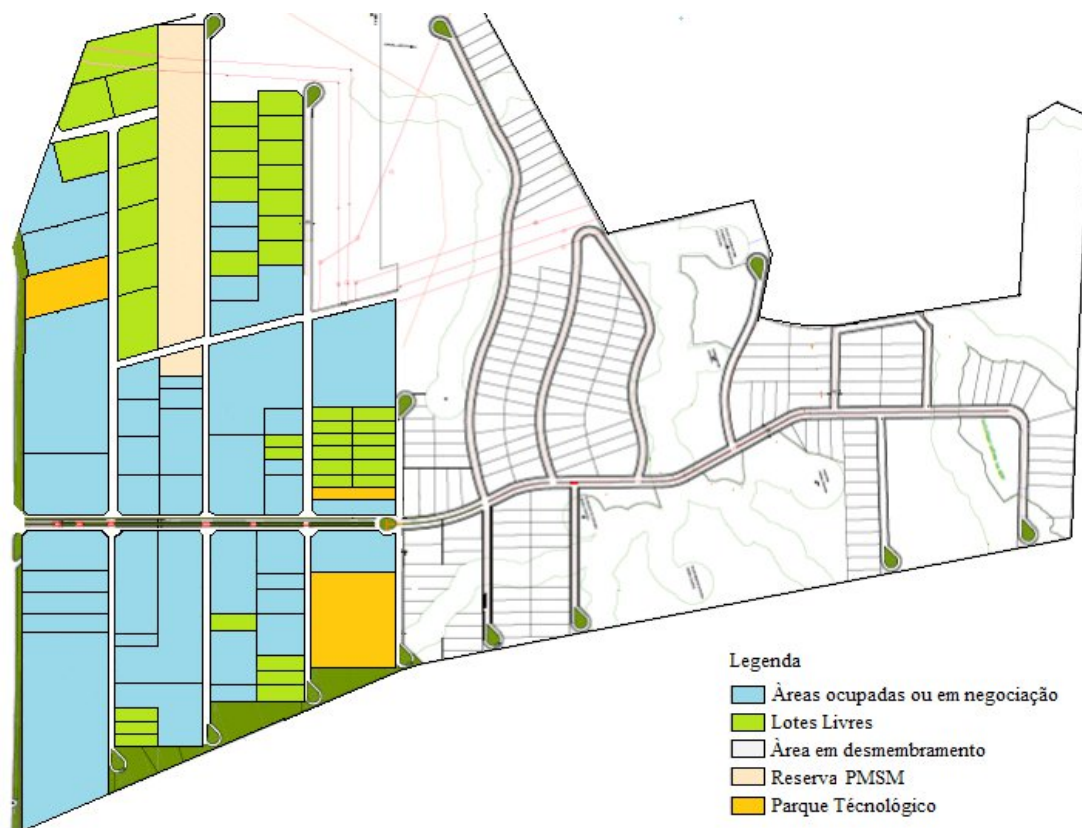 Legenda
Àreas ocupadas ou em negociação
Lotes Livres
Àrea em desmembramento
Reserva PMSM
Parque Técnológico